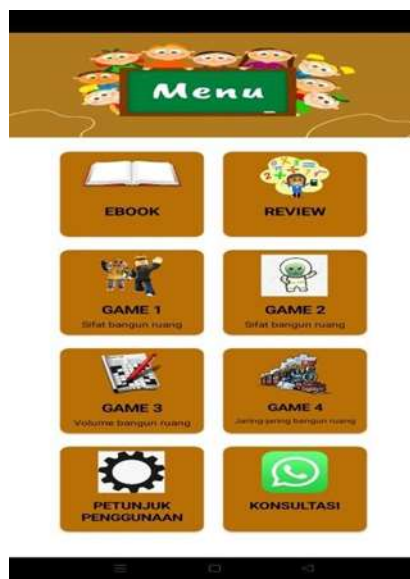 Menu
EBOOK
REVIEW
GAME 1
Sifat bangun ruang
GAME 2
Sifat bangun ruang
GAME 3
Volume bangun ruang
GAME 4
Jaring-jaring bangun ruang
PETUNJUK
PENGGUNAAN
KONSULTASI